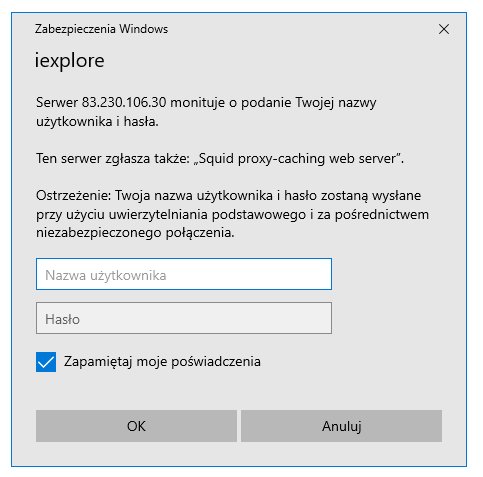 Zabezpieczenia Windows
iexplore
Serwer 83.230.106.30 monituje o podanie Twojej nazwy
użytkownika i hasła.
Ten serwer zgłasza także: „Squid proxy-caching web server”.
Ostrzeżenie: Twoja nazwa użytkownika i hasło zostaną wysłane
przy użyciu uwierzytelniania podstawowego i za pośrednictwem
niezabezpieczonego połączenia.
Nazwa użytkownika
Hasło
Zapamiętaj moje poświadczenia
OK
Anuluj